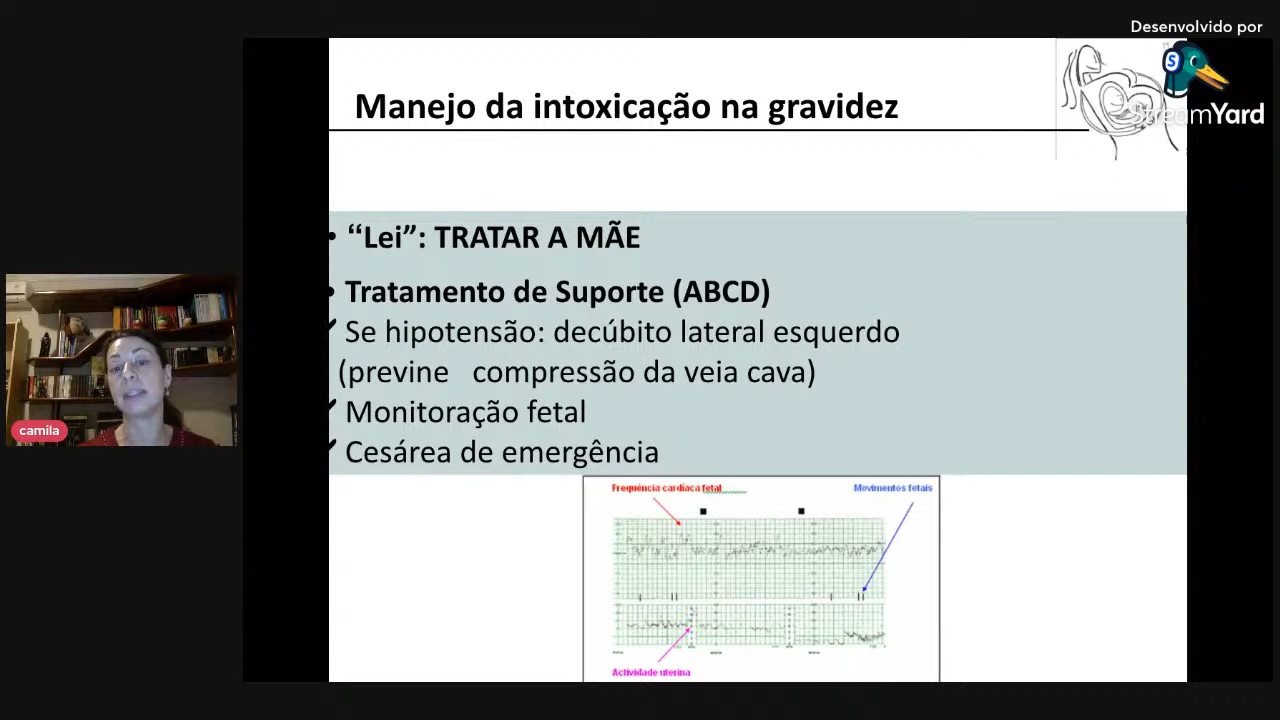 Desenvolvido por
StreamYard
Manejo da intoxicação na gravidez
• “Lei”: TRATAR A MÃE
• Tratamento de Suporte (ABCD)
✓ Se hipotensão: decúbito lateral esquerdo
(previne compressão da veia cava)
✓ Monitoração fetal
✓ Cesárea de emergência
camila
Frequência cardíaca fetal
Movimentos fetais
Actividade uterina